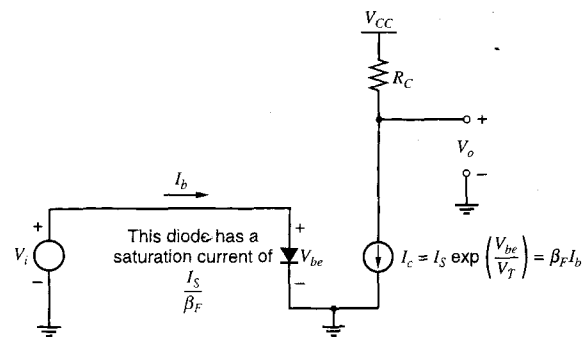 V_CC
R_C
+
V_o
−
I_b
+
V_i
−
This diode has a
saturation current of
I_S
β_F
+
V_be
−
I_c = I_S exp (V_be / V_T) = β_F I_b